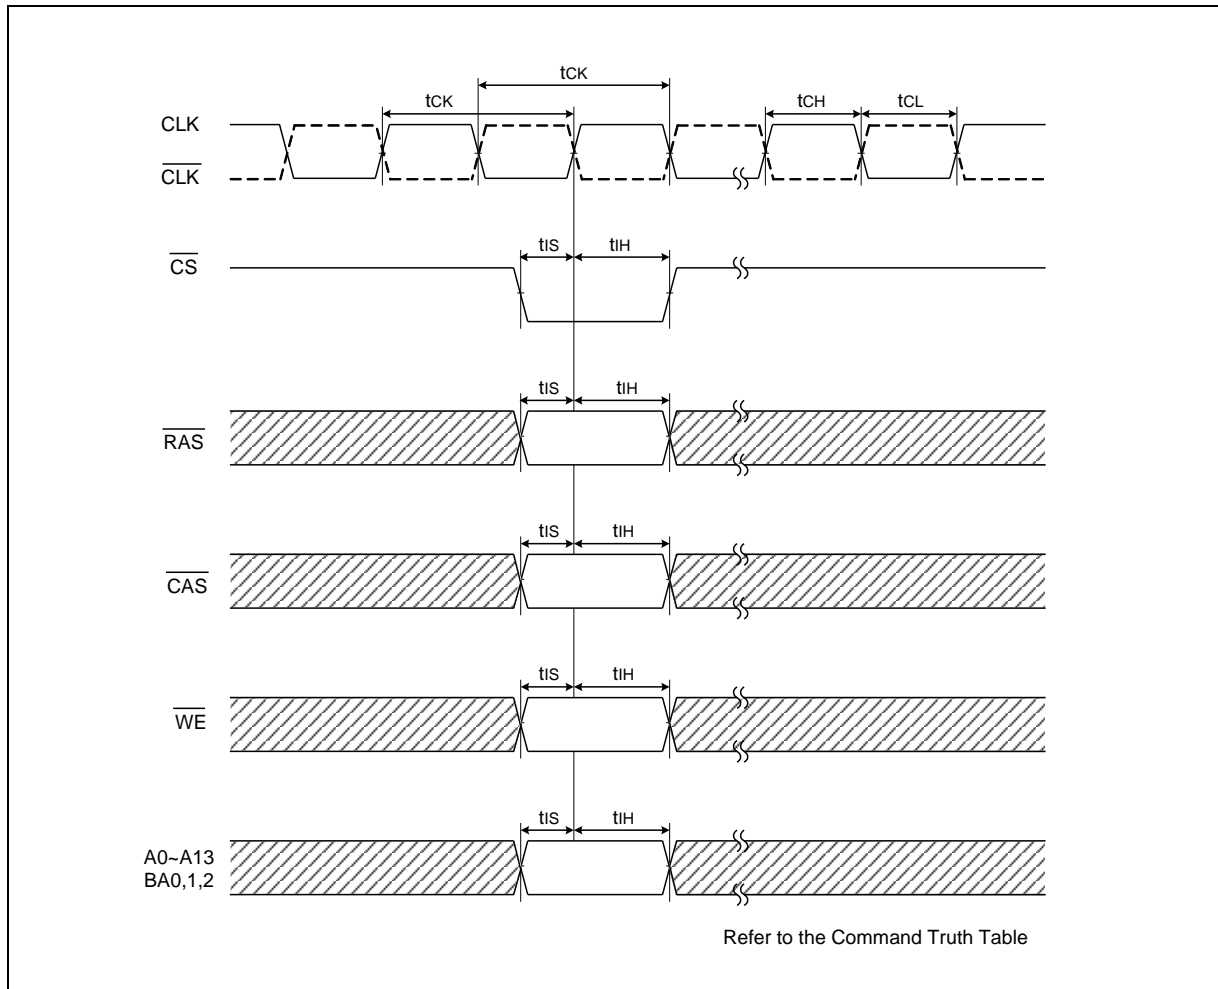 tCK
tCK tCH tCL
CLK
CLK
tIS tIH
CS
tIS tIH
RAS
tIS tIH
CAS
tIS tIH
WE
tIS tIH
A0~A13
BA0,1,2
Refer to the Command Truth Table